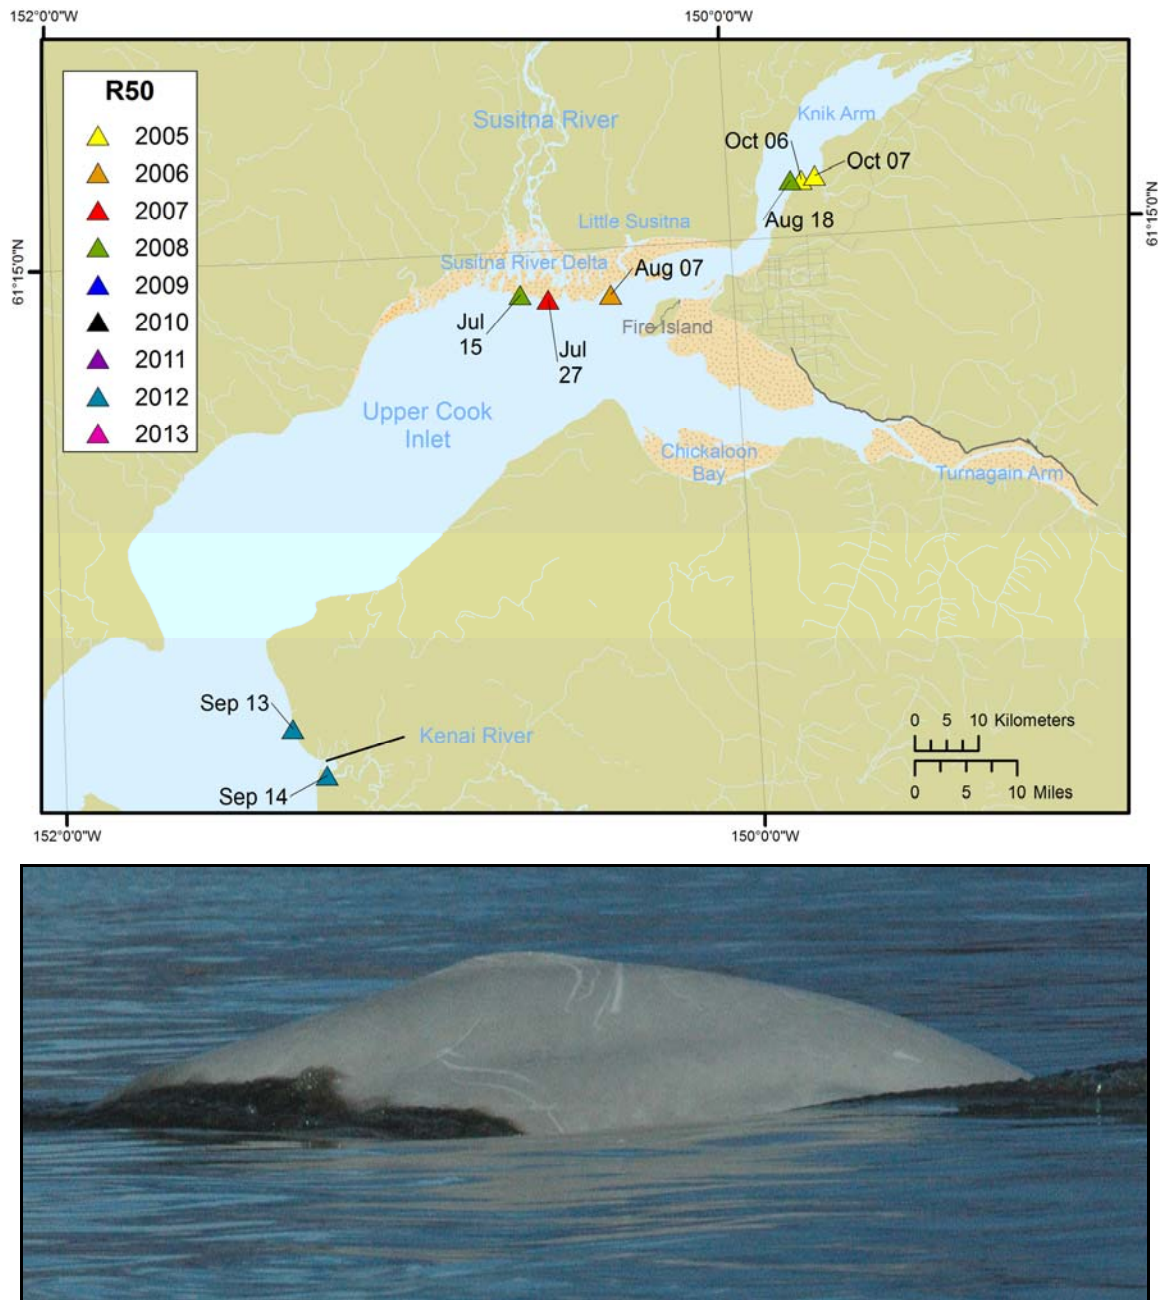 152°0'0"W
150°0'0"W
R50
2005
2006
2007
2008
2009
2010
2011
2012
2013
Susitna River
Knik Arm
Oct 06
Oct 07
Aug 18
Little Susitna
Susitna River Delta
Aug 07
61°15'0"N
61°15'0"N
Jul
15
Fire Island
Jul
27
Upper Cook
Inlet
Chickaloon
Bay
Turnagain Arm
Sep 13
Kenai River
Sep 14
0 5 10 Kilometers
0 5 10 Miles
152°0'0"W
150°0'0"W